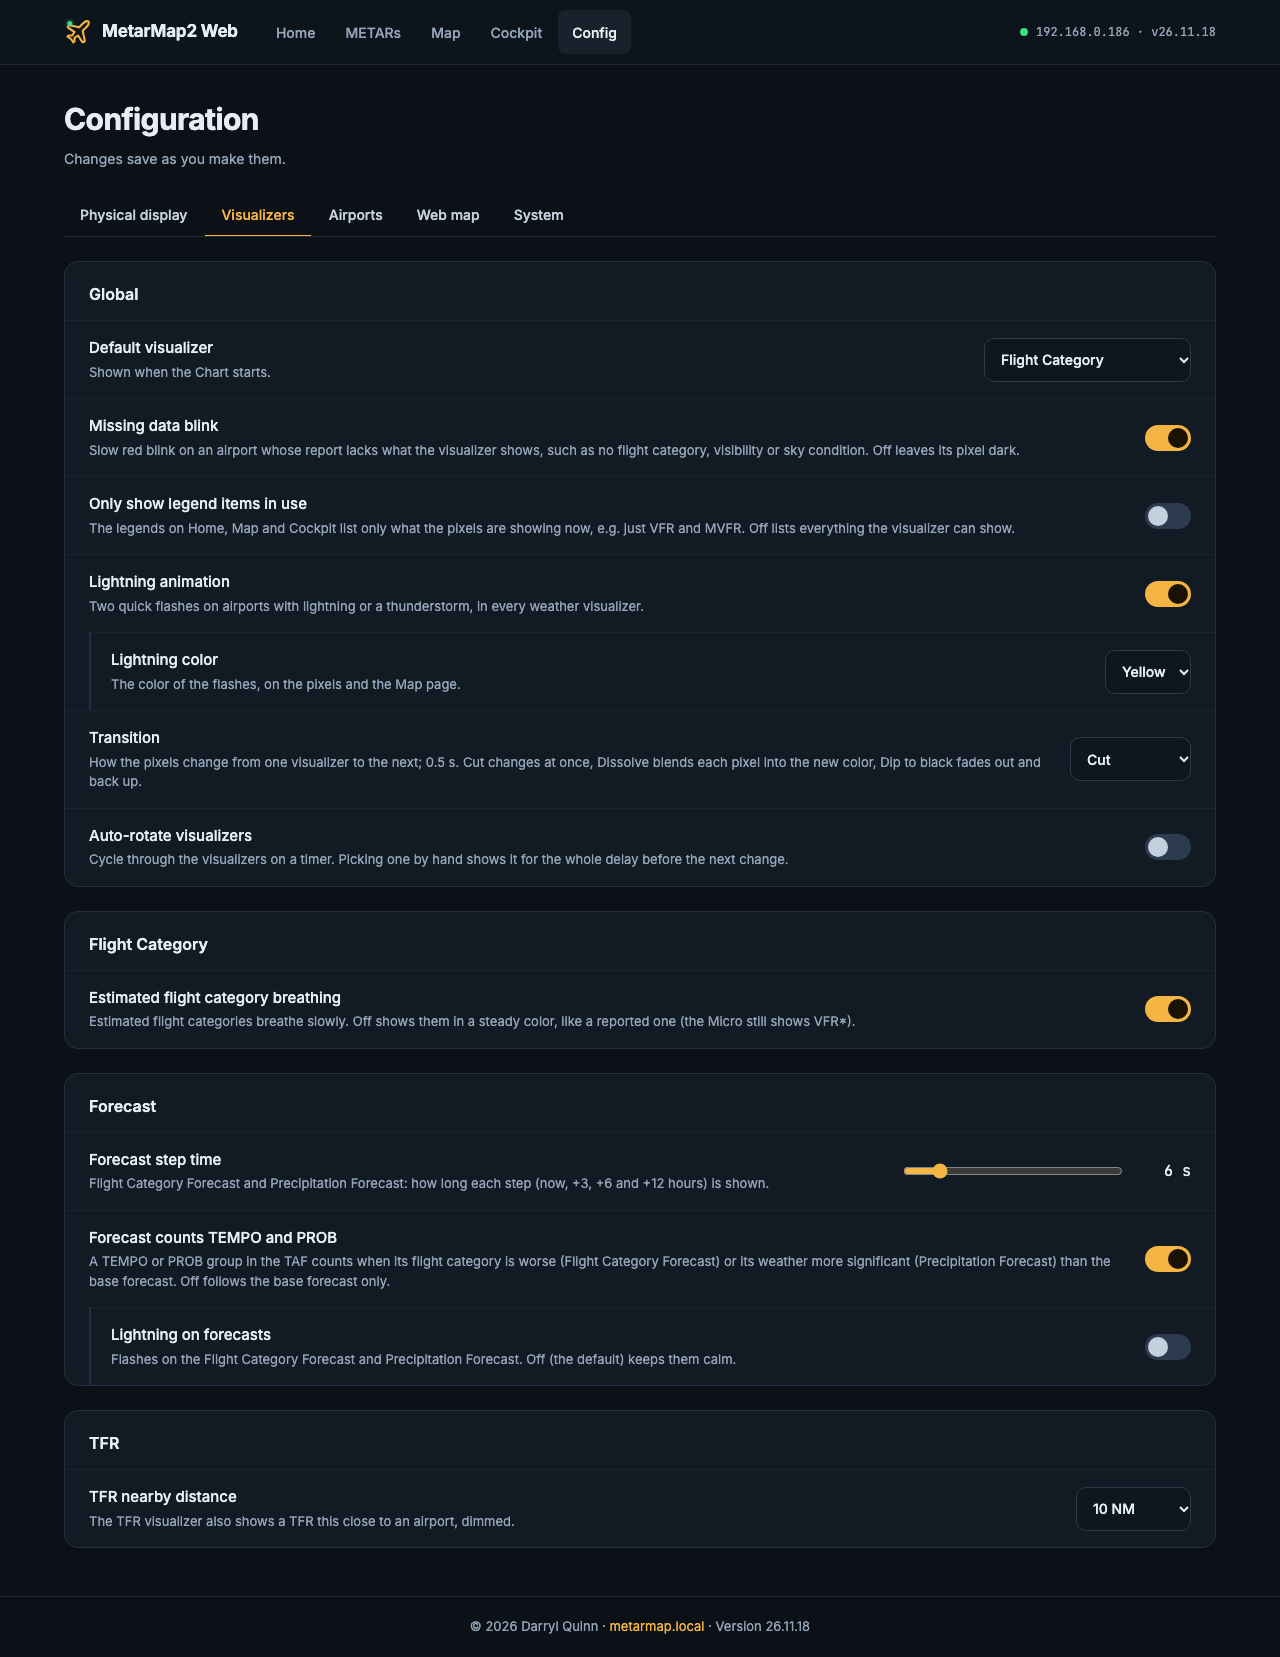 MetarMap2 Web
Home
METARs
Map
Cockpit
Config
192.168.0.186 · v26.11.18
Configuration
Changes save as you make them.
Physical display
Visualizers
Airports
Web map
System
Global
Default visualizer
Shown when the Chart starts.
Flight Category
Missing data blink
Slow red blink on an airport whose report lacks what the visualizer shows, such as no flight category, visibility or sky condition. Off leaves its pixel dark.
Only show legend items in use
The legends on Home, Map and Cockpit list only what the pixels are showing now, e.g. just VFR and MVFR. Off lists everything the visualizer can show.
Lightning animation
Two quick flashes on airports with lightning or a thunderstorm, in every weather visualizer.
Lightning color
The color of the flashes, on the pixels and the Map page.
Yellow
Transition
How the pixels change from one visualizer to the next; 0.5 s. Cut changes at once, Dissolve blends each pixel into the new color, Dip to black fades out and
back up.
Cut
Auto-rotate visualizers
Cycle through the visualizers on a timer. Picking one by hand shows it for the whole delay before the next change.
Flight Category
Estimated flight category breathing
Estimated flight categories breathe slowly. Off shows them in a steady color, like a reported one (the Micro still shows VFR*).
Forecast
Forecast step time
Flight Category Forecast and Precipitation Forecast: how long each step (now, +3, +6 and +12 hours) is shown.
6 s
Forecast counts TEMPO and PROB
A TEMPO or PROB group in the TAF counts when its flight category is worse (Flight Category Forecast) or its weather more significant (Precipitation Forecast) than the
base forecast. Off follows the base forecast only.
Lightning on forecasts
Flashes on the Flight Category Forecast and Precipitation Forecast. Off (the default) keeps them calm.
TFR
TFR nearby distance
The TFR visualizer also shows a TFR this close to an airport, dimmed.
10 NM
© 2026 Darryl Quinn · metarmap.local · Version 26.11.18